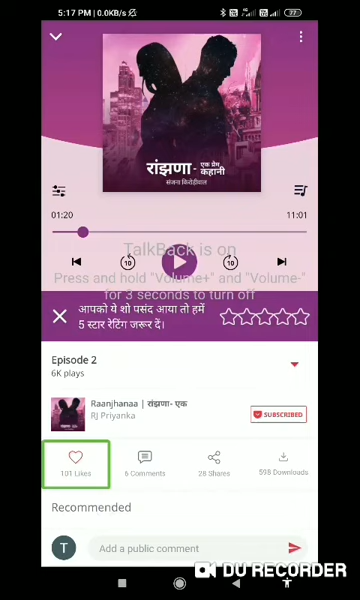 5:17 PM | 0.0KB/s
77
रांझणा - एक प्रेम कहानी
संजना किरोड़ीवाल
01:20
11:01
10
10
TalkBack is on
Press and hold "Volume+" and "Volume-"
for 3 seconds to turn off
आपको ये शो पसंद आया तो हमें
5 स्टार रेटिंग जरूर दें।
Episode 2
6K plays
Raanjhanaa | रांझणा- एक
RJ Priyanka
SUBSCRIBED
101 Likes
6 Comments
28 Shares
598 Downloads
Recommended
T
Add a public comment
DU RECORDER